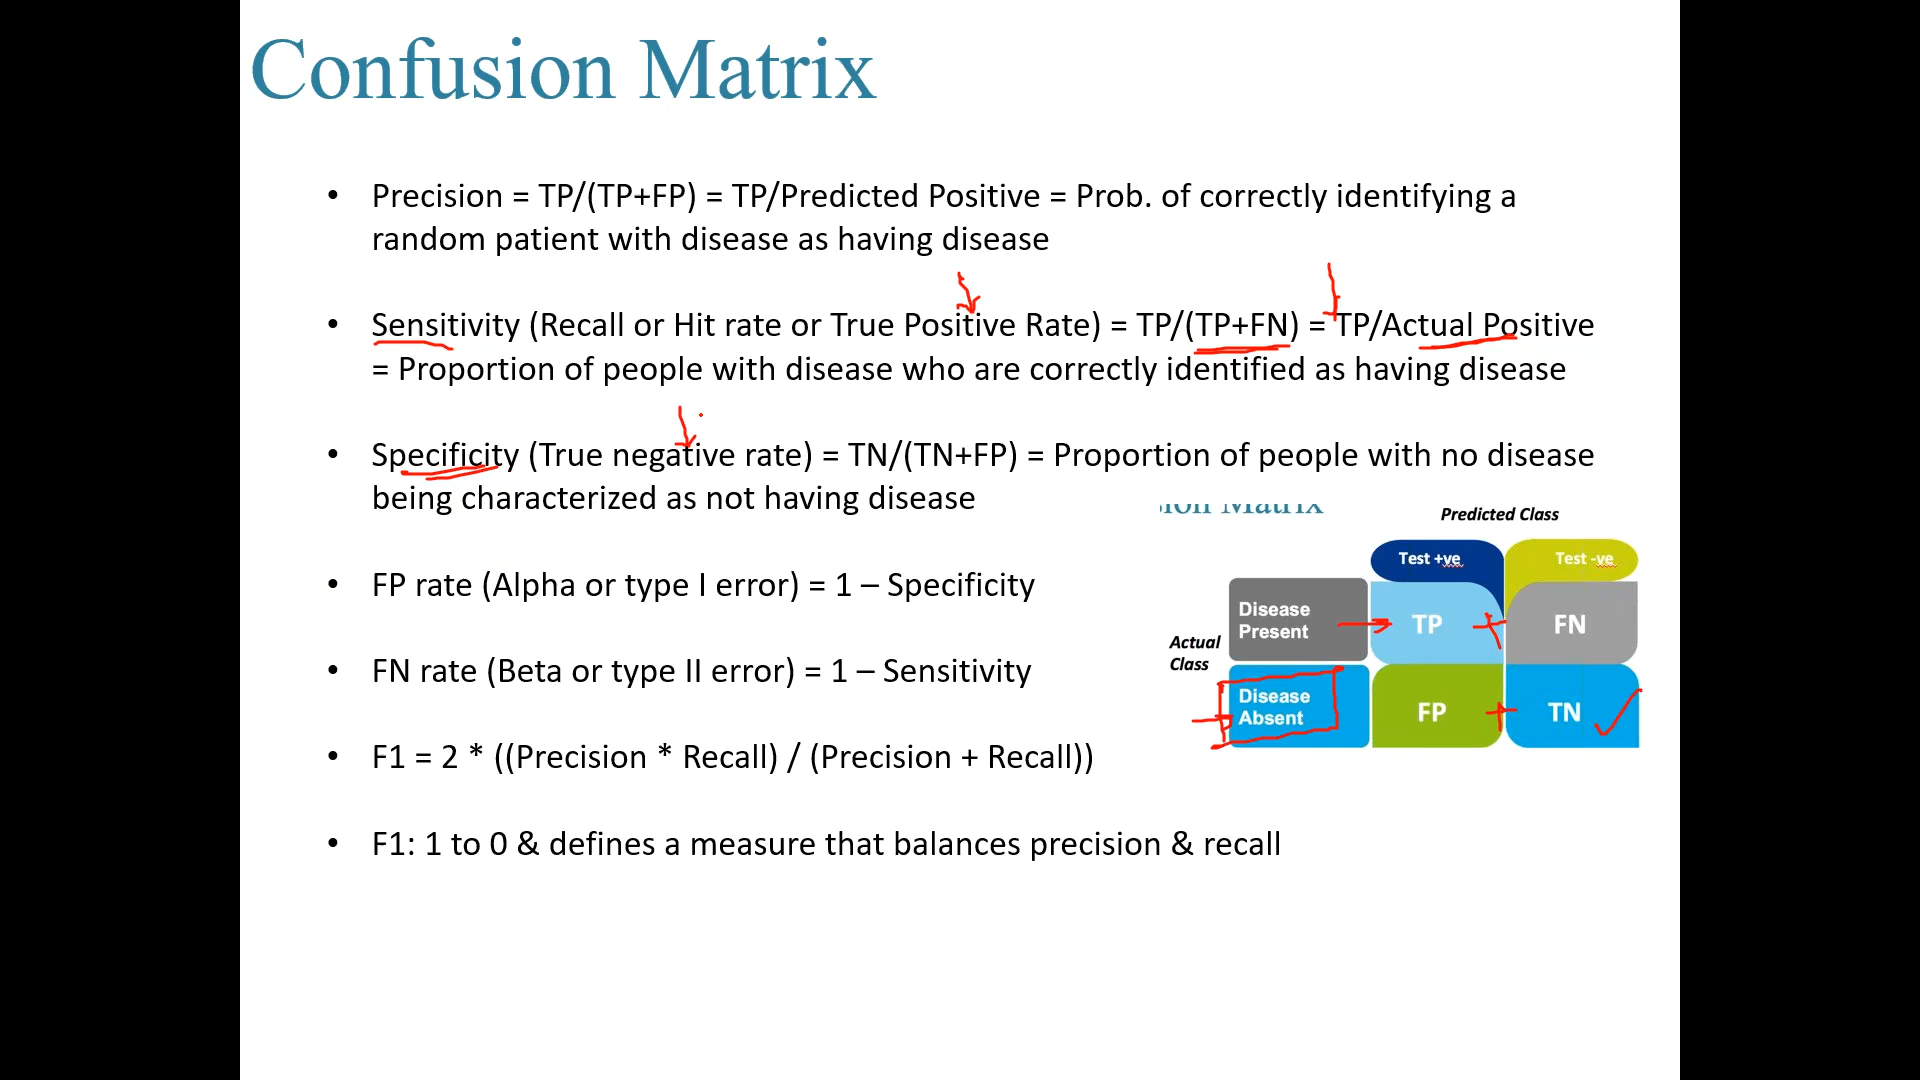 Confusion Matrix
• Precision = TP/(TP+FP) = TP/Predicted Positive = Prob. of correctly identifying a
random patient with disease as having disease
• Sensitivity (Recall or Hit rate or True Positive Rate) = TP/(TP+FN) = TP/Actual Positive
= Proportion of people with disease who are correctly identified as having disease
• Specificity (True negative rate) = TN/(TN+FP) = Proportion of people with no disease
being characterized as not having disease
• FP rate (Alpha or type I error) = 1 – Specificity
• FN rate (Beta or type II error) = 1 – Sensitivity
• F1 = 2 * ((Precision * Recall) / (Precision + Recall))
• F1: 1 to 0 & defines a measure that balances precision & recall
sion Matrix
Predicted Class
Test +ve
Test -ve
Actual
Class
Disease
Present
TP
+
FN
Disease
Absent
FP
+
TN